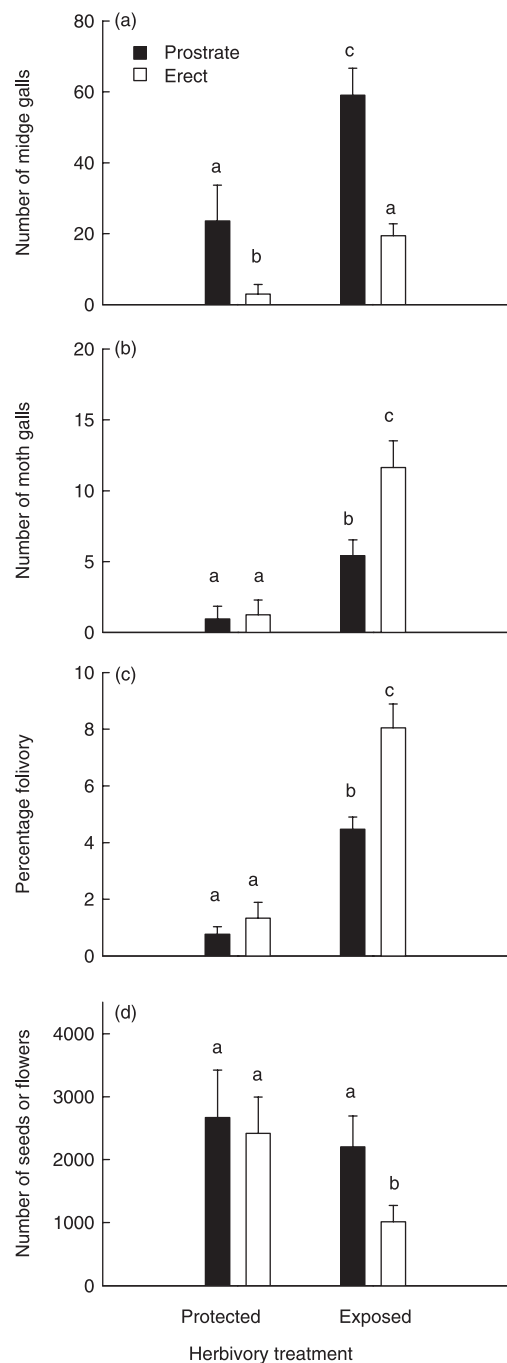 (a)
Prostrate
Erect
Number of midge galls
80
60
40
20
0
a
b
c
a
(b)
Number of moth galls
20
15
10
5
0
a
a
b
c
(c)
Percentage folivory
10
8
6
4
2
0
a
a
b
c
(d)
Number of seeds or flowers
4000
3000
2000
1000
0
a
a
a
b
Protected Exposed
Herbivory treatment